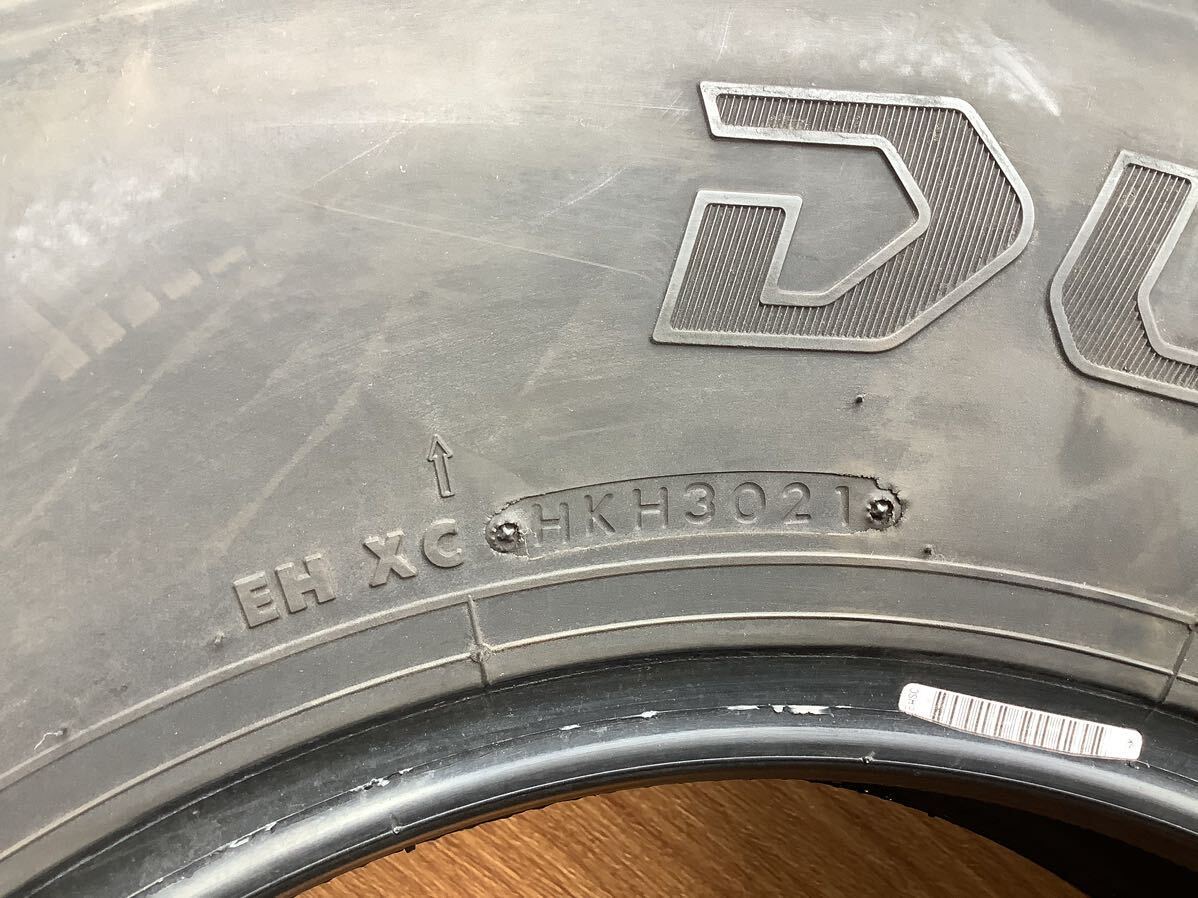 DU
EH XC HKH3021